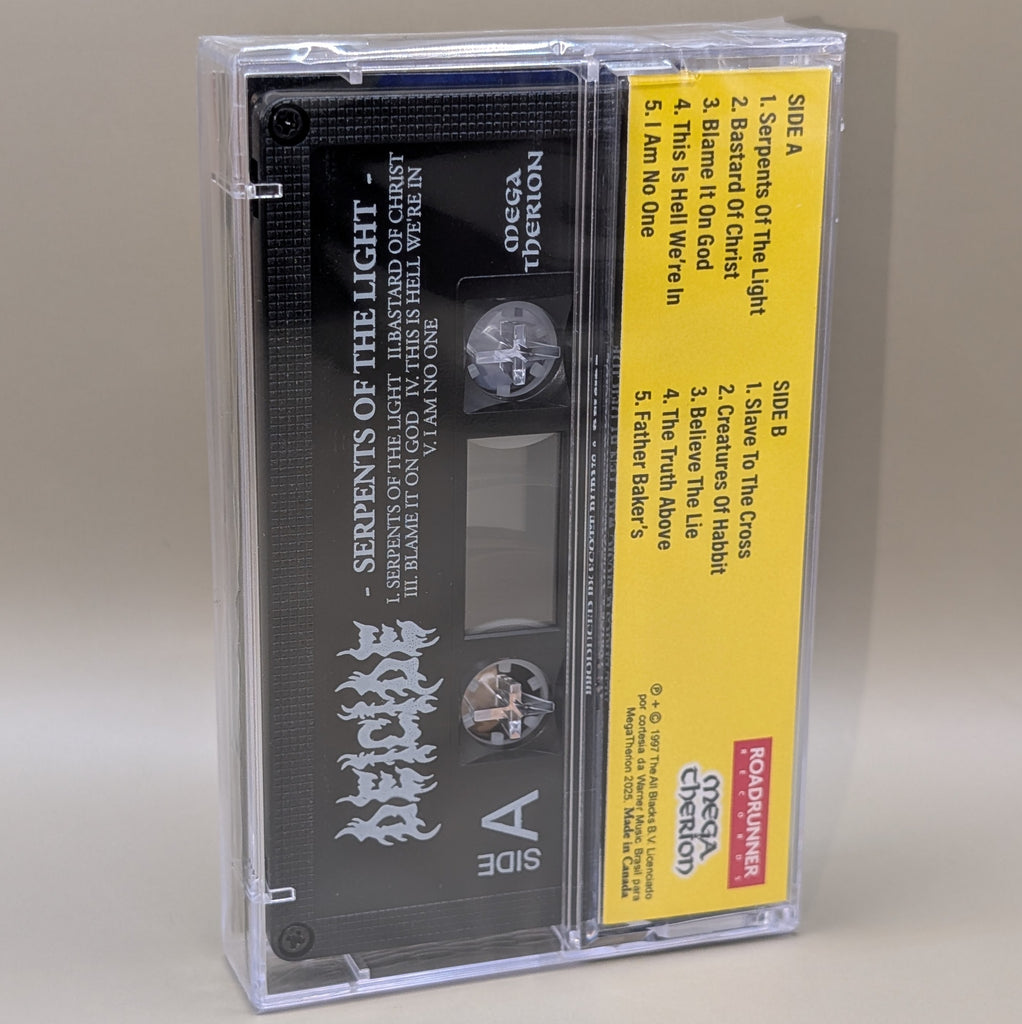 DEICIDE
- SERPENTS OF THE LIGHT -
I. SERPENTS OF THE LIGHT II.BASTARD OF CHRIST
III. BLAME IT ON GOD IV. THIS IS HELL WE'RE IN
V. I AM NO ONE
MEGA
THERION
SIDE
A
SIDE A
1. Serpents Of The Light
2. Bastard Of Christ
3. Blame It On God
4. This Is Hell We're In
5. I Am No One
SIDE B
1. Slave To The Cross
2. Creatures Of Habbit
3. Believe The Lie
4. The Truth Above
5. Father Baker's
ROADRUNNER
RECORDS
MEGA
THERION
℗ + © 1997 The All Blacks B.V. Licenciado
por cortesia da Warner Music Brasil para
MegaTherion 2025. Made in Canada